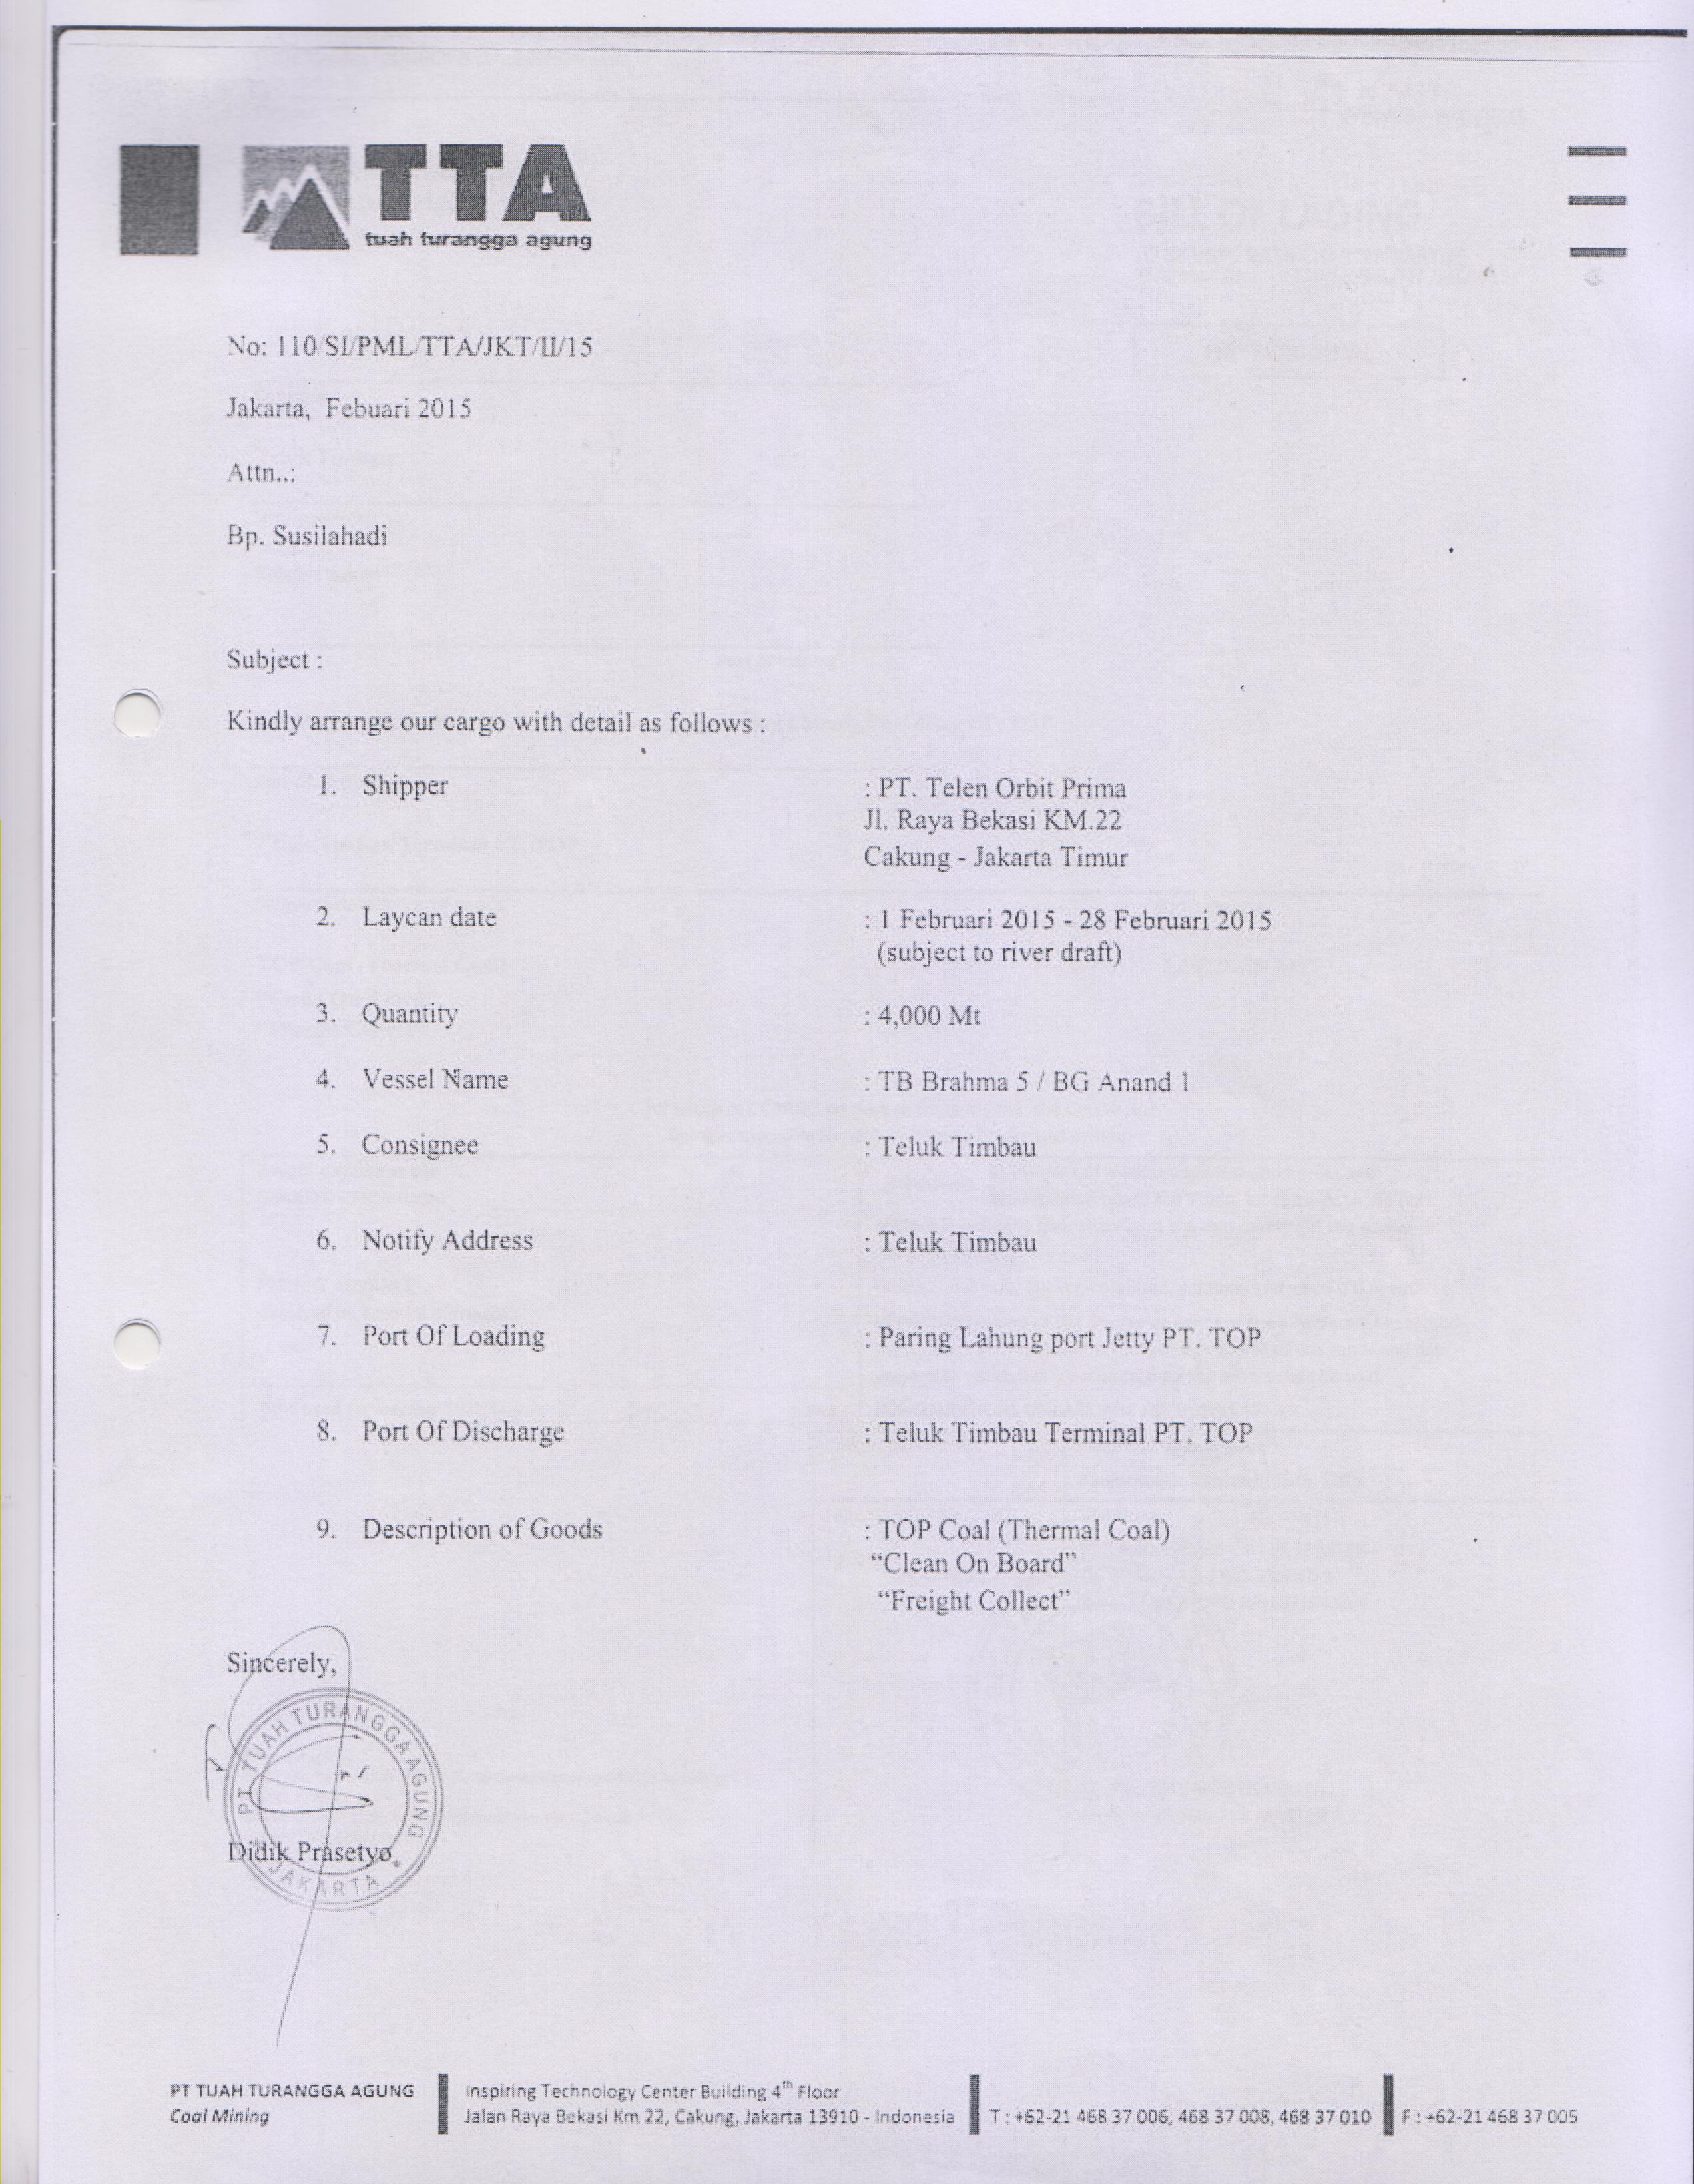 TTA
tuah turangga agung
No: 110/SI/PML/TTA/JKT/II/15
Jakarta, Febuari 2015
Attn..:
Bp. Susilahadi
Subject :
Kindly arrange our cargo with detail as follows :
1. Shipper : PT. Telen Orbit Prima
Jl. Raya Bekasi KM.22
Cakung - Jakarta Timur
2. Laycan date : 1 Februari 2015 - 28 Februari 2015
(subject to river draft)
3. Quantity : 4,000 Mt
4. Vessel Name : TB Brahma 5 / BG Anand 1
5. Consignee : Teluk Timbau
6. Notify Address : Teluk Timbau
7. Port Of Loading : Paring Lahung port Jetty PT. TOP
8. Port Of Discharge : Teluk Timbau Terminal PT. TOP
9. Description of Goods : TOP Coal (Thermal Coal)
“Clean On Board”
“Freight Collect”
Sincerely,
PT TUAH TURANGGA AGUNG
* JAKARTA *
Didik Prasetyo
PT TUAH TURANGGA AGUNG
Coal Mining
Inspiring Technology Center Building 4th Floor
Jalan Raya Bekasi Km 22, Cakung, Jakarta 13910 - Indonesia
T : +62-21 468 37 006, 468 37 008, 468 37 010
F : +62-21 468 37 005